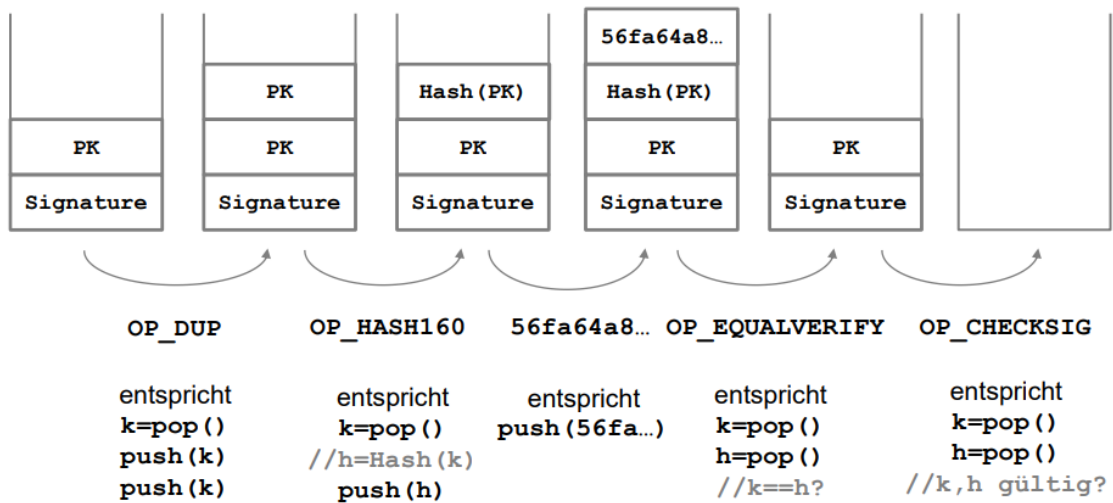 56fa64a8…
PK
Hash(PK)
Hash(PK)
PK
PK
PK
PK
PK
Signature
Signature
Signature
Signature
Signature
OP_DUP
OP_HASH160
56fa64a8…
OP_EQUALVERIFY
OP_CHECKSIG
entspricht
k=pop()
push(k)
push(k)
entspricht
k=pop()
//h=Hash(k)
push(h)
entspricht
push(56fa…)
entspricht
k=pop()
h=pop()
//k==h?
entspricht
k=pop()
h=pop()
//k,h gültig?